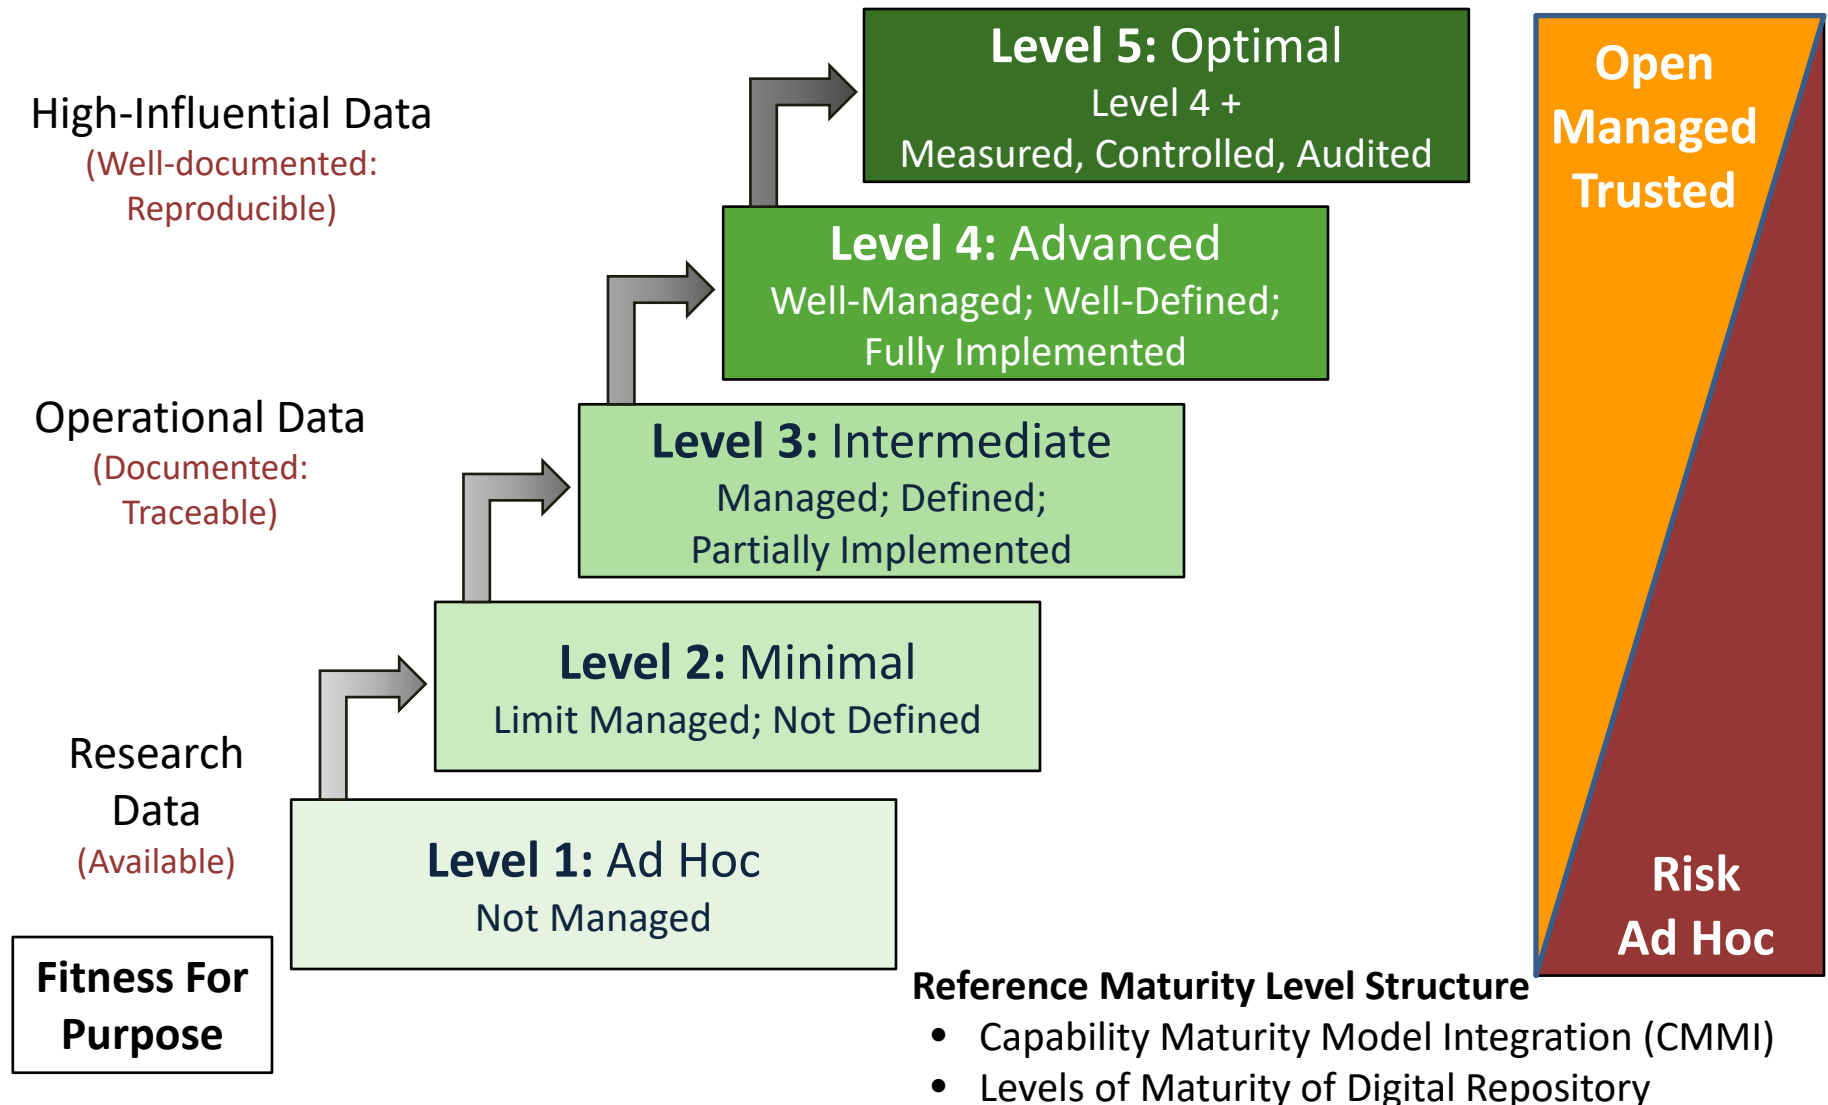 Level 5: Optimal
Level 4 +
Measured, Controlled, Audited
Open
Managed
Trusted
High-Influential Data
(Well-documented:
Reproducible)
Level 4: Advanced
Well-Managed; Well-Defined;
Fully Implemented
Operational Data
(Documented:
Traceable)
Level 3: Intermediate
Managed; Defined;
Partially Implemented
Level 2: Minimal
Limit Managed; Not Defined
Research
Data
(Available)
Level 1: Ad Hoc
Not Managed
Risk
Ad Hoc
Fitness For
Purpose
Reference Maturity Level Structure
• Capability Maturity Model Integration (CMMI)
• Levels of Maturity of Digital Repository